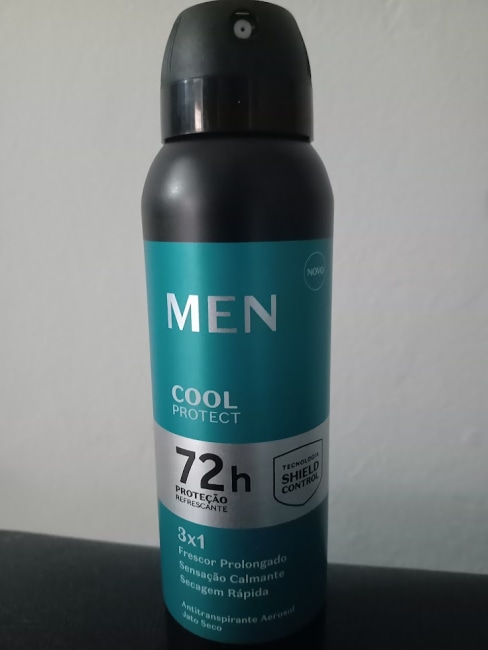 NOVO
MEN
COOL
PROTECT
72h
PROTEÇÃO
REFRESCANTE
TECNOLOGIA
SHIELD
CONTROL
3x1
Frescor Prolongado
Sensação Calmante
Secagem Rápida
Antitranspirante Aerosol
Jato Seco